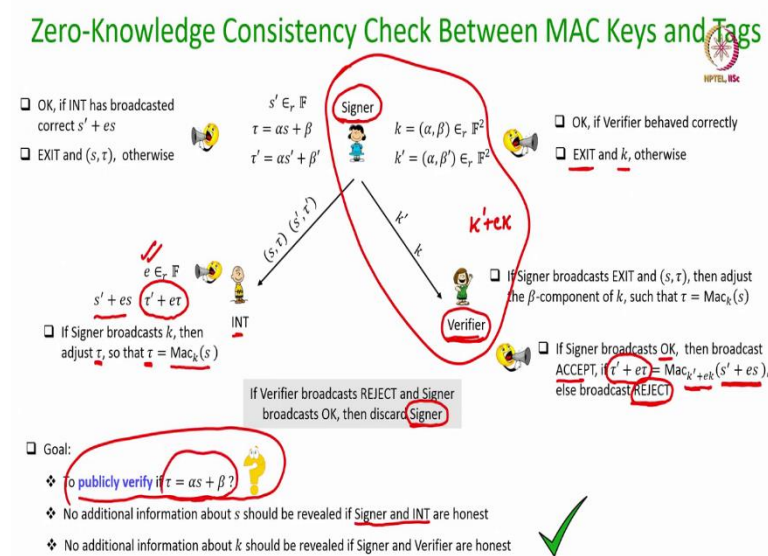 Zero-Knowledge Consistency Check Between MAC Keys and Tags
NPTEL, IISc
❑ OK, if INT has broadcasted
correct s′ + es
❑ EXIT and (s, τ), otherwise
s′ ∈ᵣ 𝔽
τ = αs + β
τ′ = αs′ + β′
Signer
k = (α, β) ∈ᵣ 𝔽²
k′ = (α, β′) ∈ᵣ 𝔽²
❑ OK, if Verifier behaved correctly
❑ EXIT and k, otherwise
(s, τ) (s′, τ′)
k′
k
k'+ek
e ∈ᵣ 𝔽
s′ + es τ′ + eτ
INT
❑ If Signer broadcasts k, then
adjust τ, so that τ = Mac_k(s)
❑ If Signer broadcasts EXIT and (s, τ), then adjust
the β-component of k, such that τ = Mac_k(s)
Verifier
❑ If Signer broadcasts OK, then broadcast
ACCEPT, if τ′ + eτ = Mac_{k′+ek}(s′ + es),
else broadcast REJECT
If Verifier broadcasts REJECT and Signer
broadcasts OK, then discard Signer
❑ Goal:
❖ To publicly verify if τ = αs + β ?
❖ No additional information about s should be revealed if Signer and INT are honest
❖ No additional information about k should be revealed if Signer and Verifier are honest